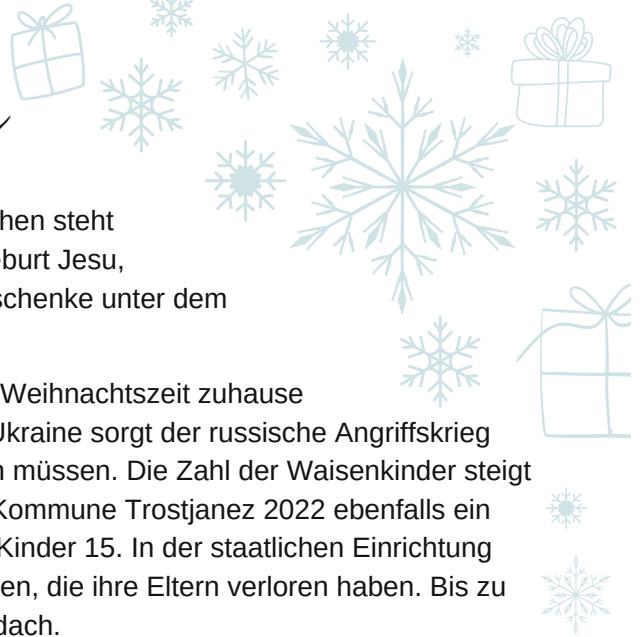 hen steht
eburt Jesu,
schenke unter dem
Weihnachtszeit zuhause
Ukraine sorgt der russische Angriffskrieg
n müssen. Die Zahl der Waisenkinder steigt
Kommune Trostjanez 2022 ebenfalls ein
Kinder 15. In der staatlichen Einrichtung
en, die ihre Eltern verloren haben. Bis zu
dach.